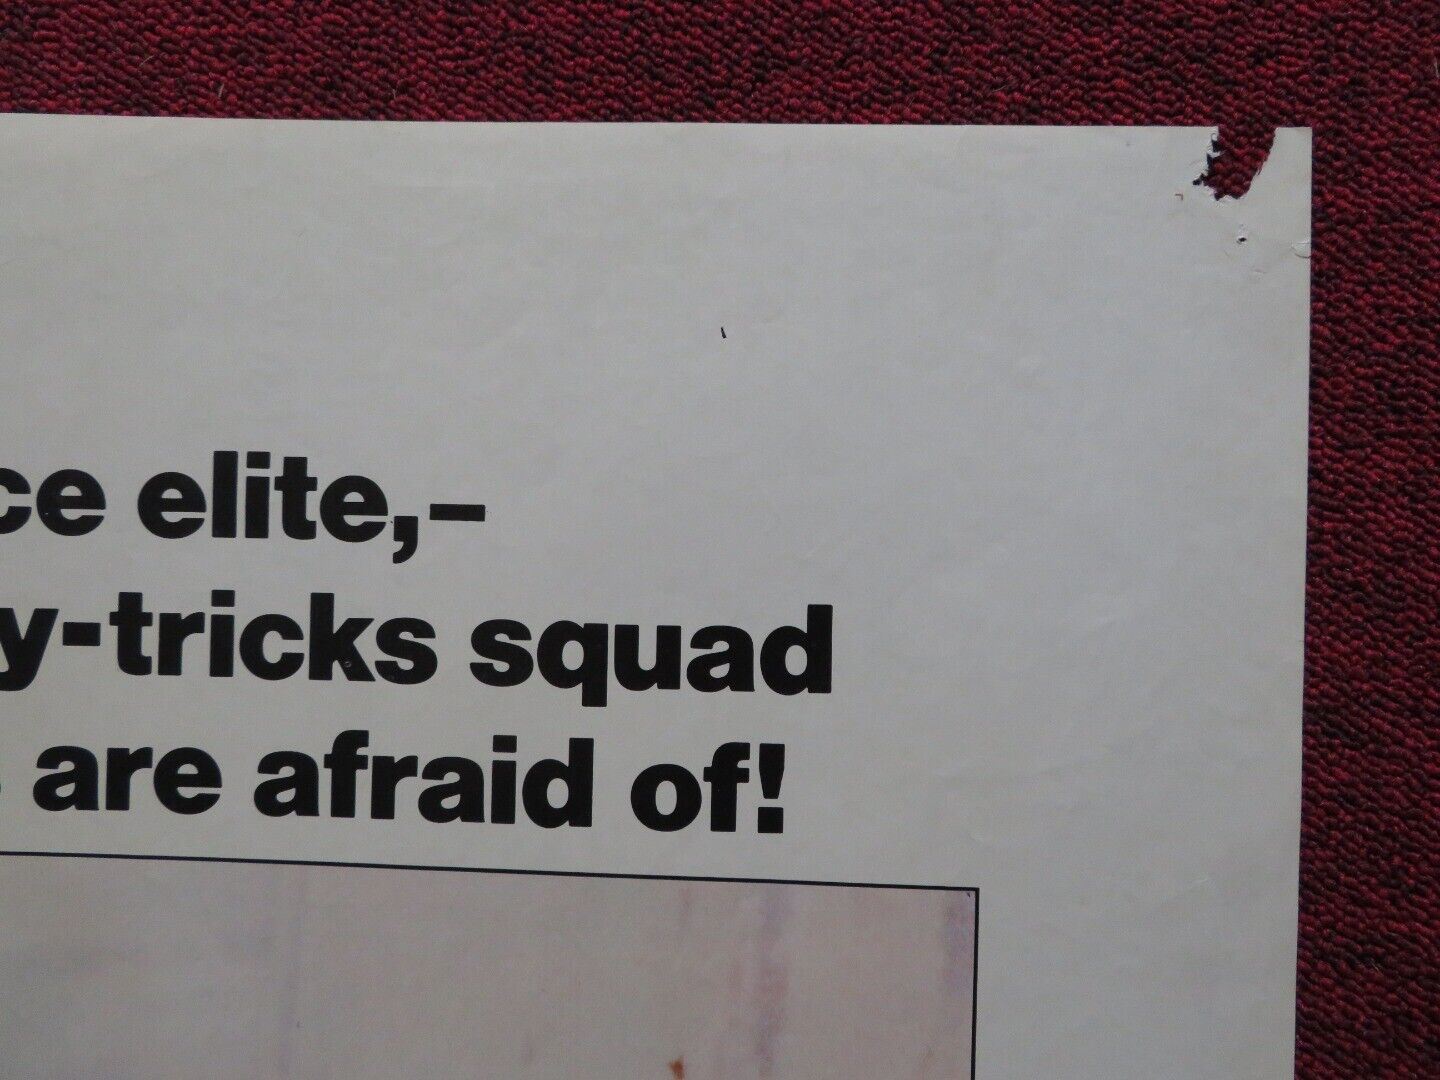 ce elite,–
y-tricks squad
s are afraid of!